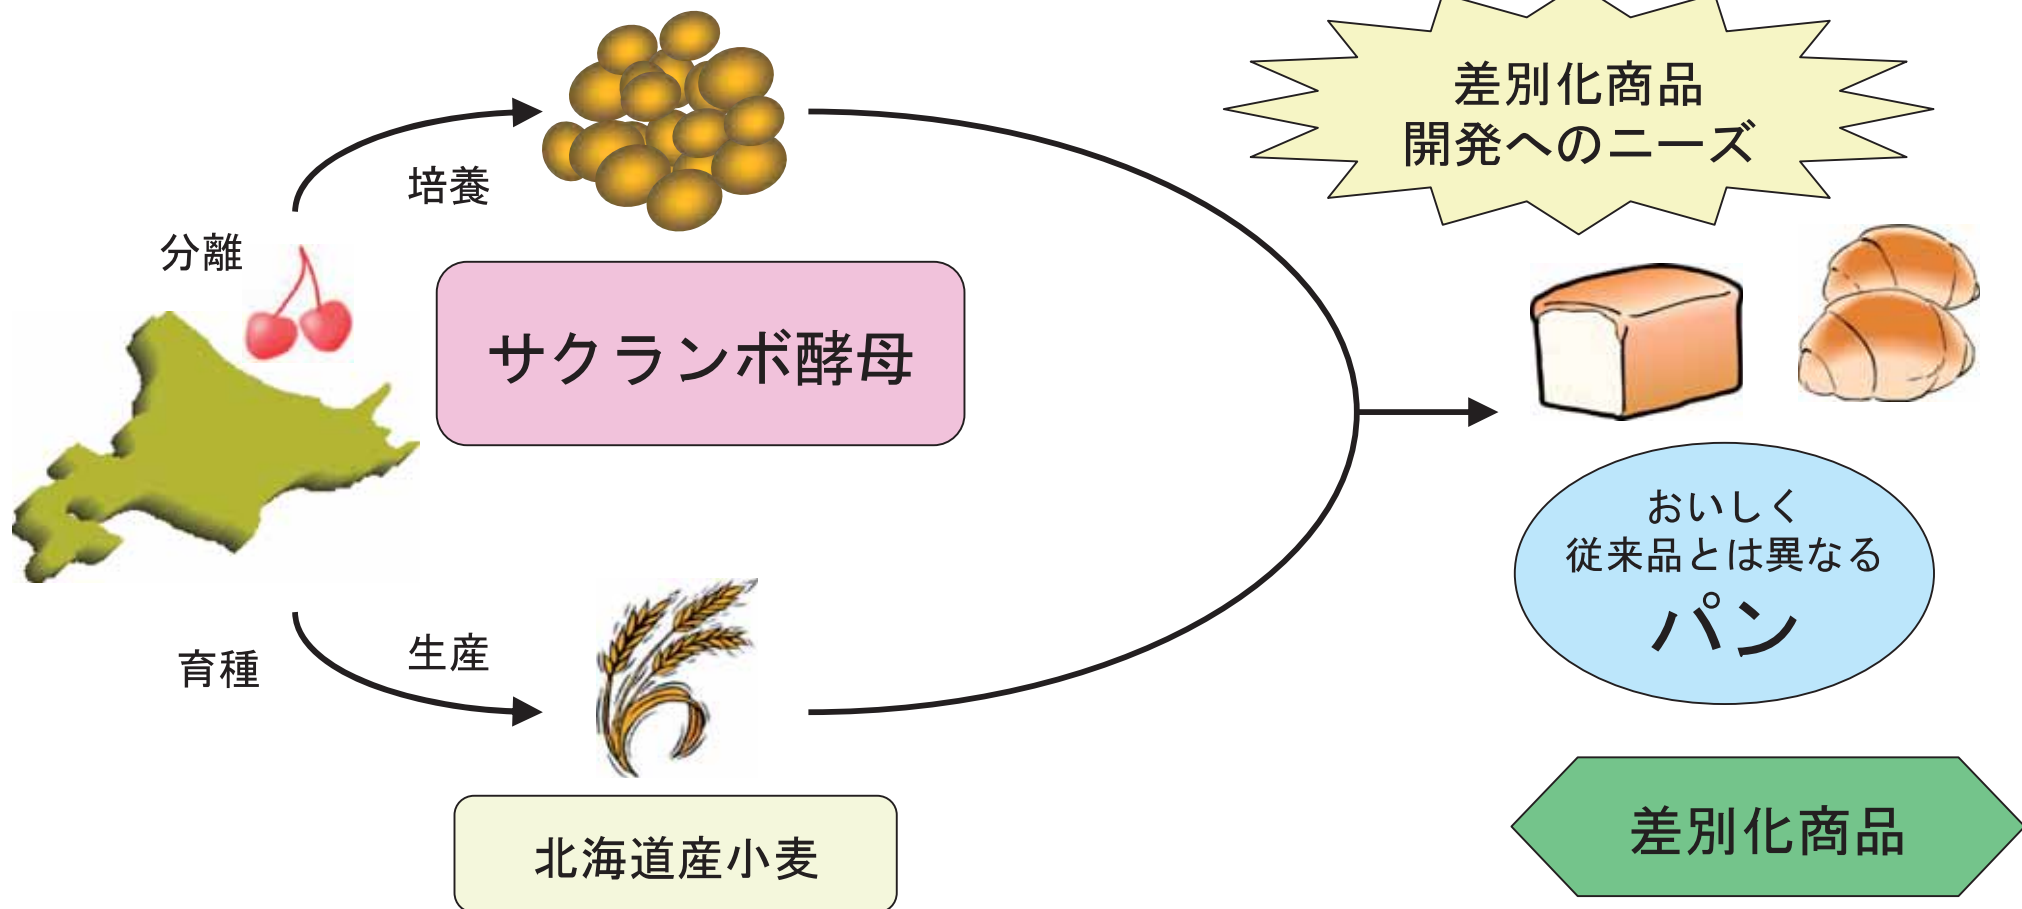 差別化商品
開発へのニーズ
培養
分離
サクランボ酵母
おいしく
従来品とは異なる
パン
育種
生産
北海道産小麦
差別化商品